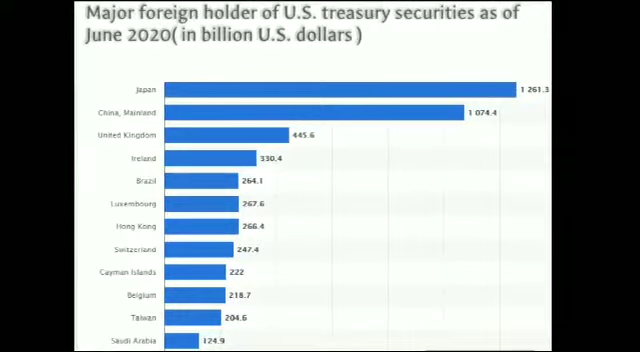 Major foreign holder of U.S. treasury securities as of
June 2020( in billion U.S. dollars )
Japan 1 261.3
China, Mainland 1 074.4
United Kingdom 445.6
Ireland 330.4
Brazil 264.1
Luxembourg 267.6
Hong Kong 266.4
Switzerland 247.4
Cayman Islands 222
Belgium 218.7
Taiwan 204.6
Saudi Arabia 124.9